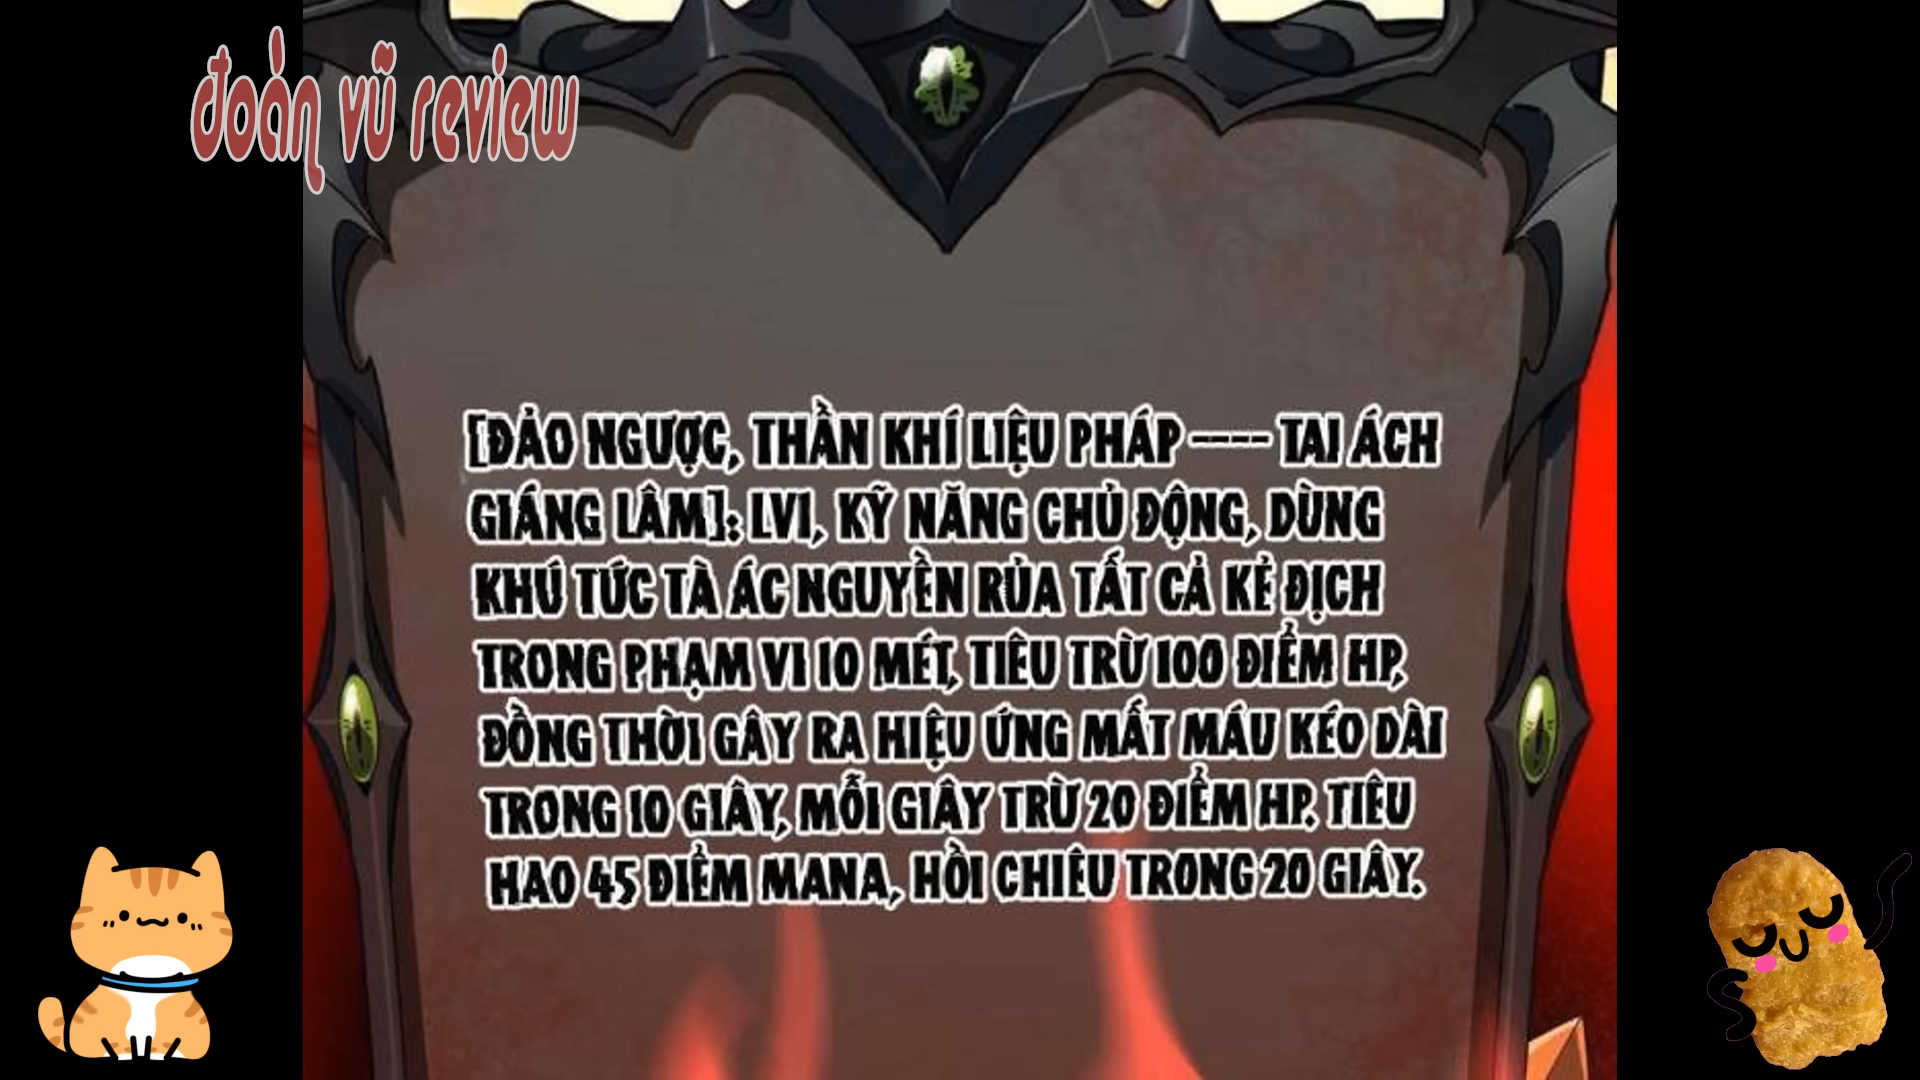 đoàn vũ review
[ĐẢO NGƯỢC, THẦN KHÍ LIỆU PHÁP ---- TAI ÁCH
GIÁNG LÂM]: LV1, KỸ NĂNG CHỦ ĐỘNG, DÙNG
KHÚ TỨC TÀ ÁC NGUYỀN RỦA TẤT CẢ KẺ ĐỊCH
TRONG PHẠM VI 10 MÉT, TIÊU TRỪ 100 ĐIỂM HP,
ĐỒNG THỜI GÂY RA HIỆU ỨNG MẤT MÁU KÉO DÀI
TRONG 10 GIÂY, MỖI GIÂY TRỪ 20 ĐIỂM HP. TIÊU
HAO 45 ĐIỂM MANA, HỒI CHIÊU TRONG 20 GIÂY.